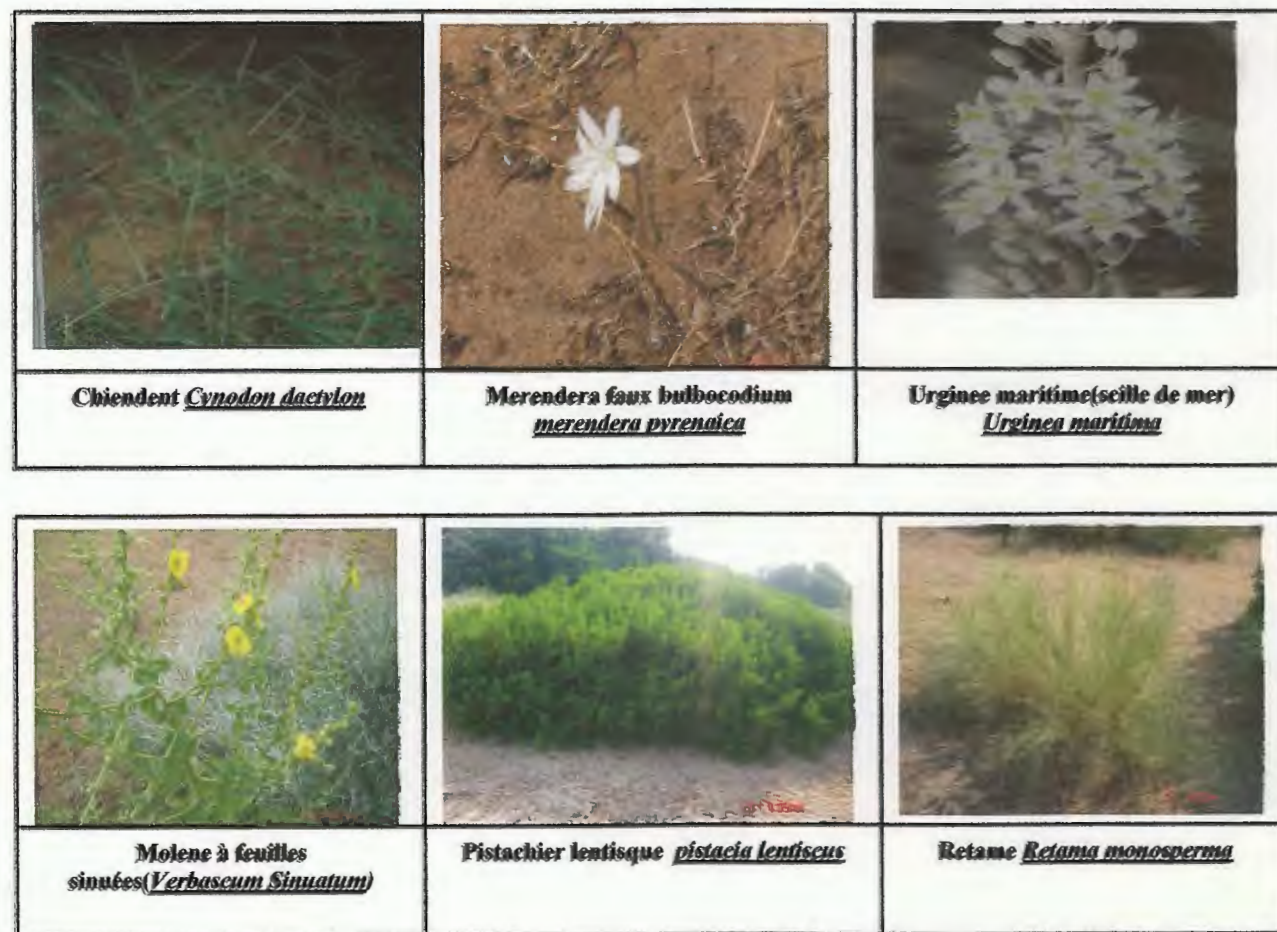 Chiendent Cynodon dactylon
Merendera faux bulbocodium
merendera pyrenaica
Urginee maritime(scille de mer)
Urginea maritima
Molene à feuilles
sinuées(Verbascum Sinuatum)
Pistachier lentisque pistacia lentiscus
Retame Retama monosperma